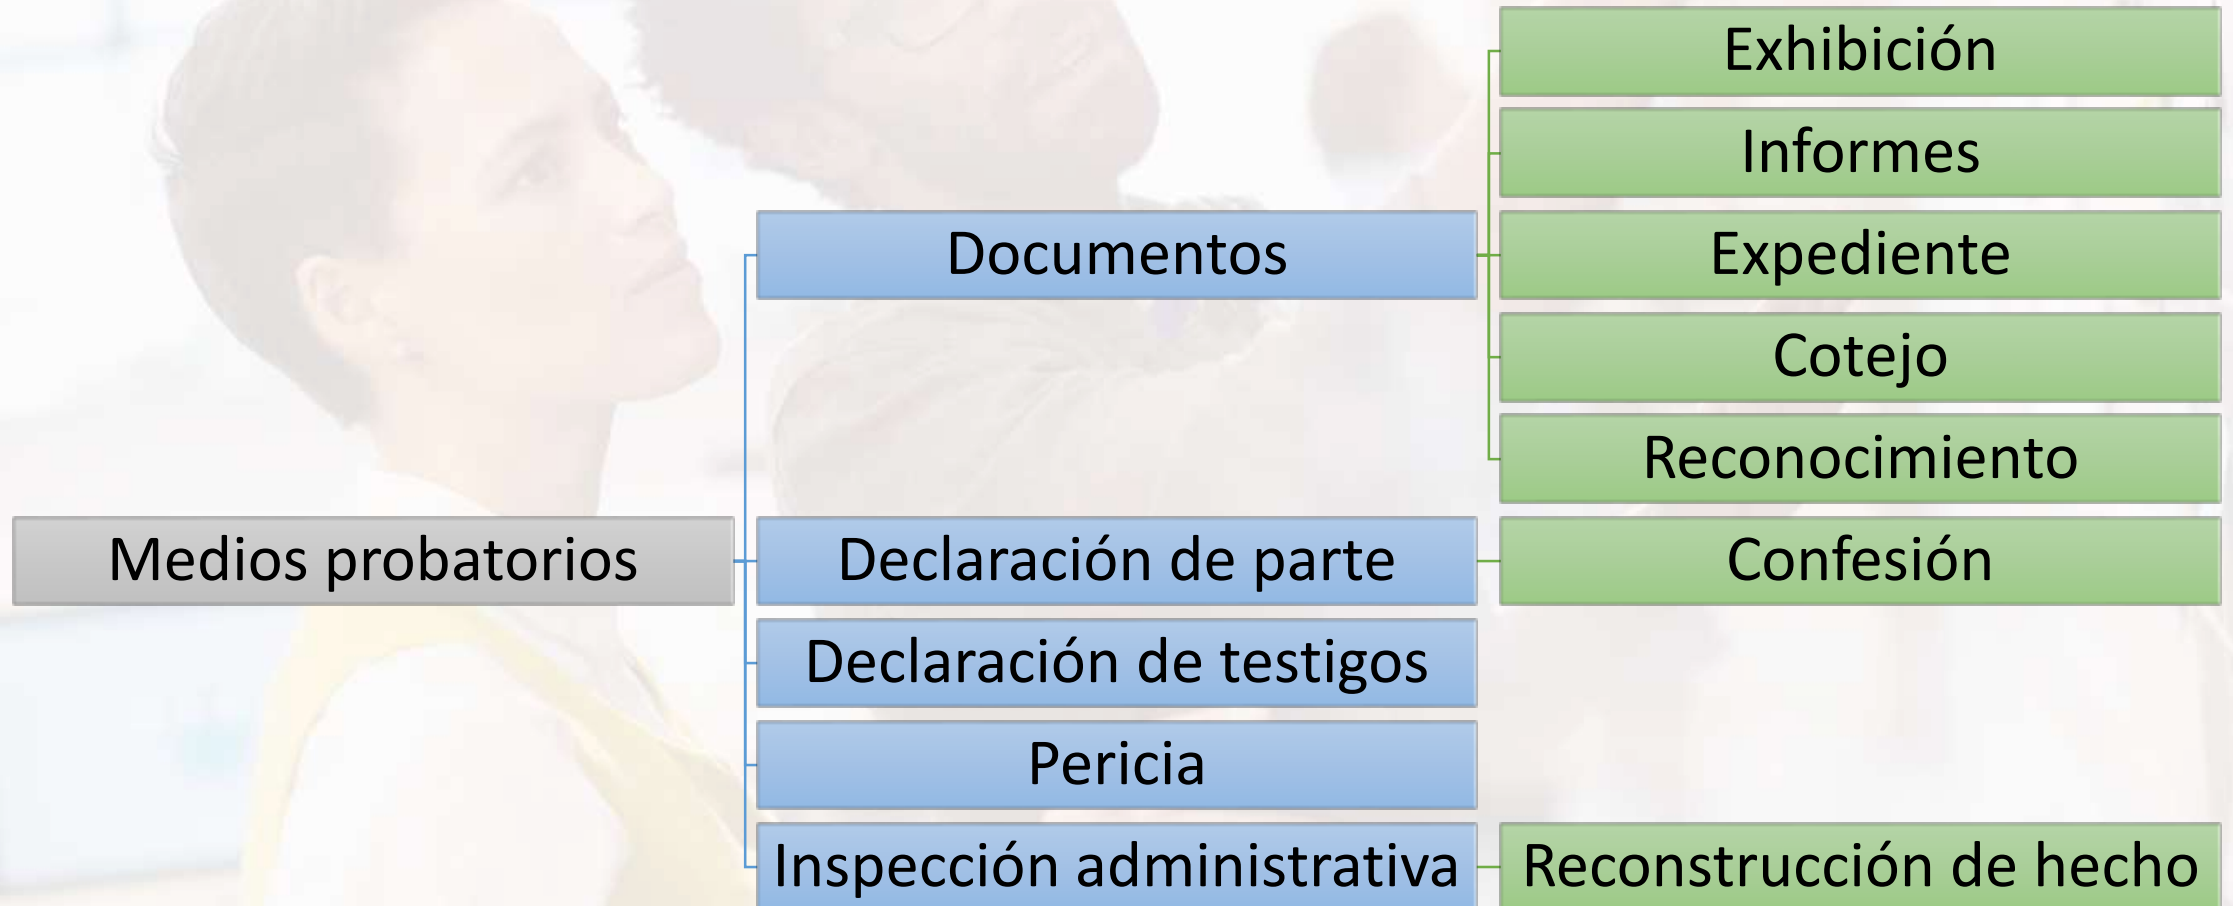 Medios probatorios
Documentos
Exhibición
Informes
Expediente
Cotejo
Reconocimiento
Declaración de parte
Confesión
Declaración de testigos
Pericia
Inspección administrativa
Reconstrucción de hecho